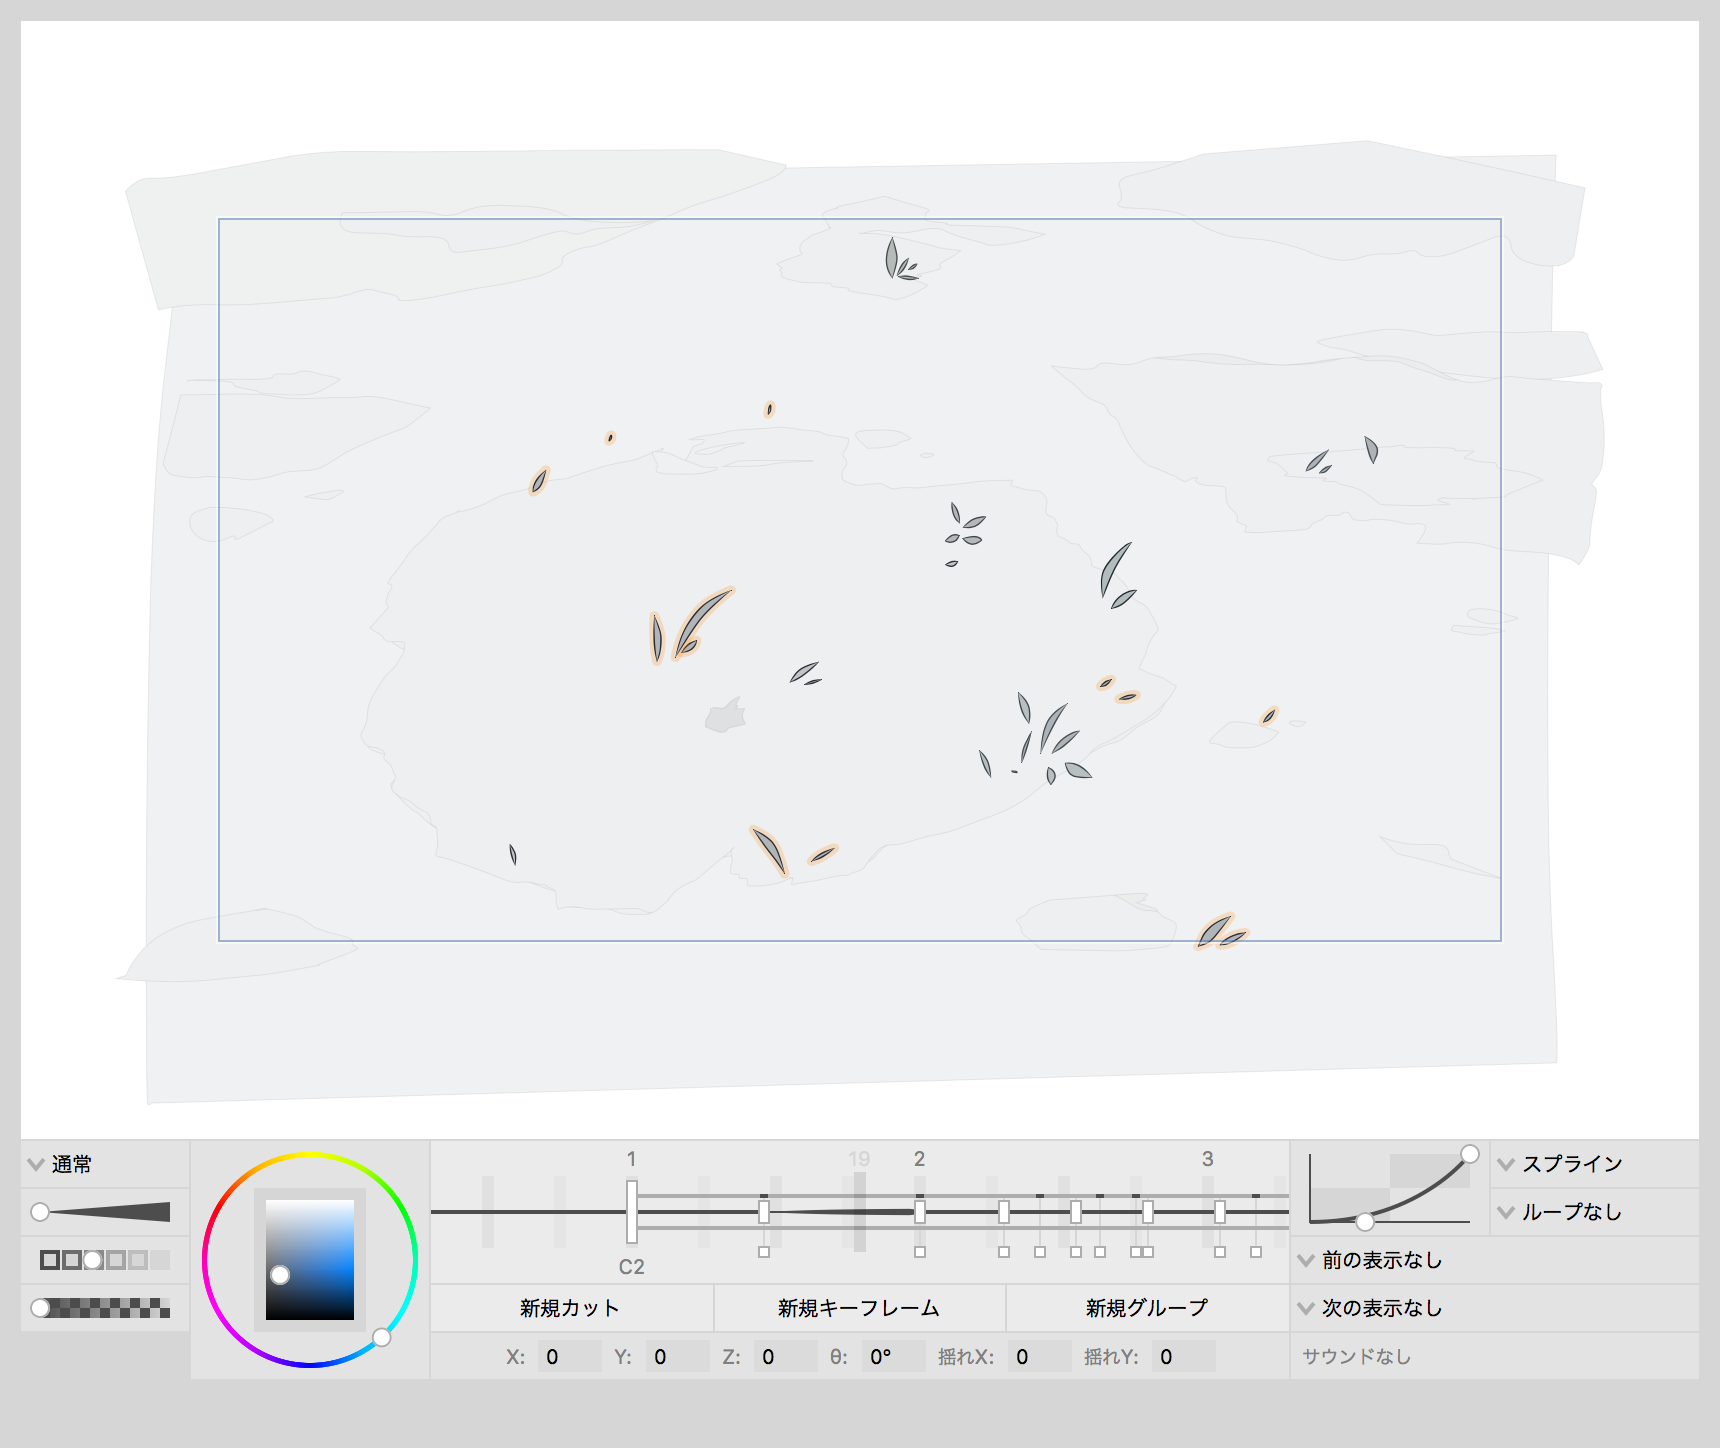 通常
1 19 2 3
C2
新規カット 新規キーフレーム 新規グループ
X: 0 Y: 0 Z: 0 θ: 0° 揺れX: 0 揺れY: 0
スプライン
ループなし
前の表示なし
次の表示なし
サウンドなし